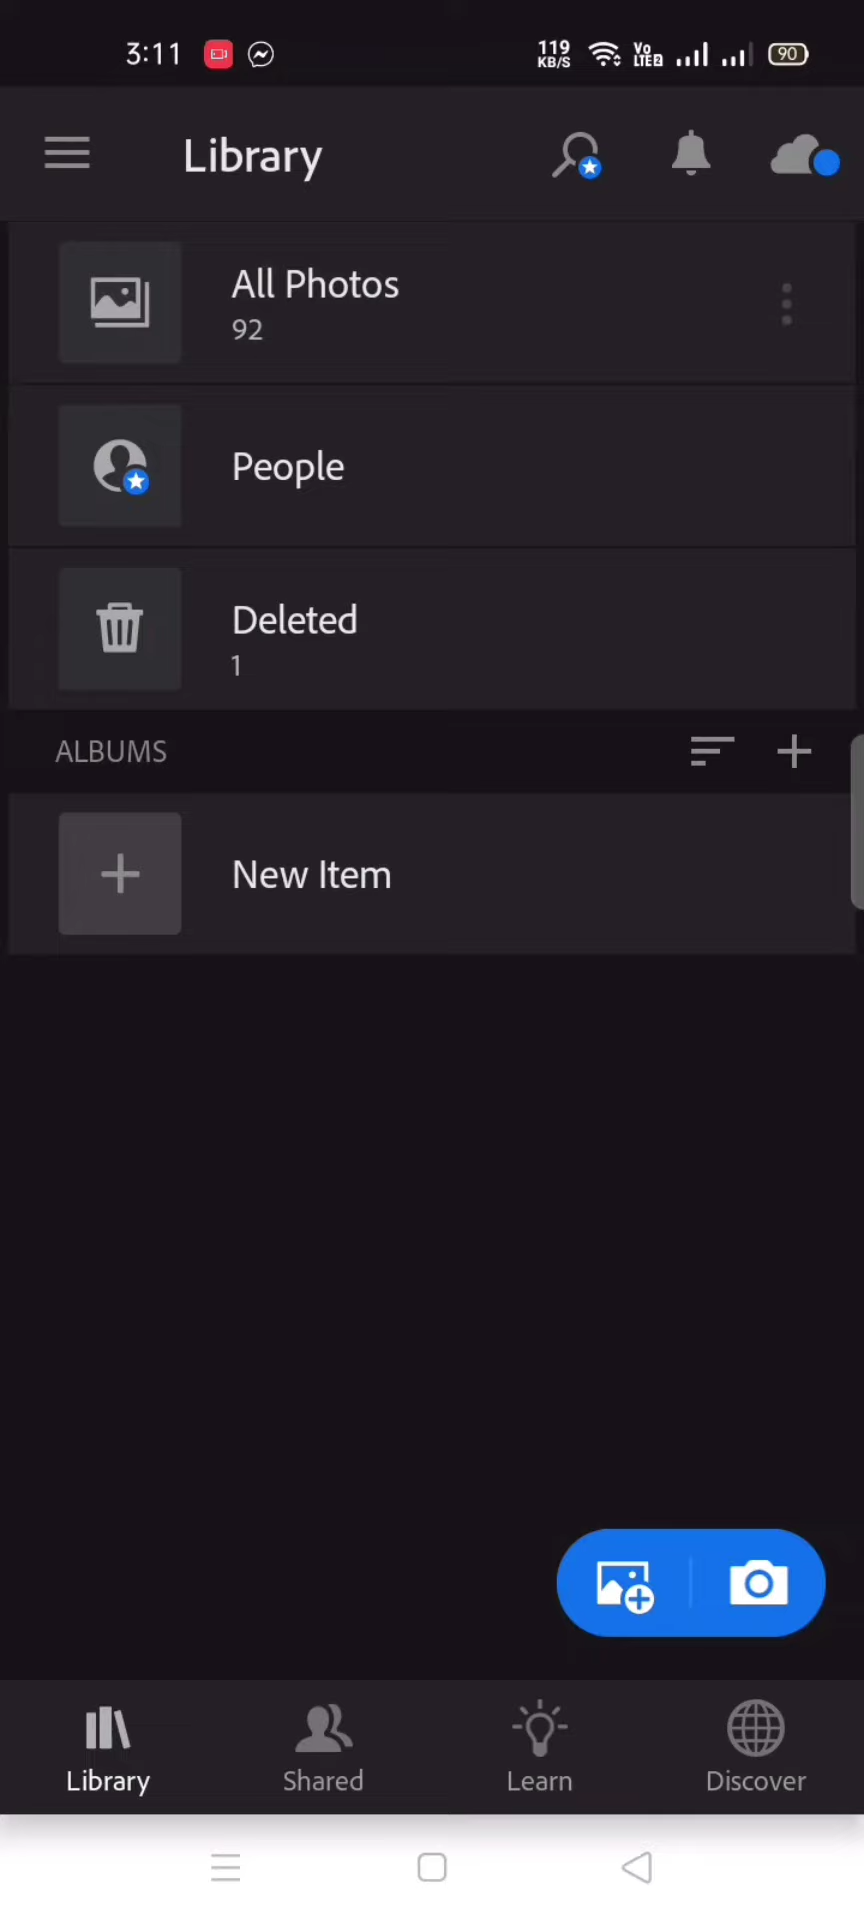 3:11
119
KB/S
Vo
LTE2
90
Library
All Photos
92
People
Deleted
1
ALBUMS
New Item
Library
Shared
Learn
Discover